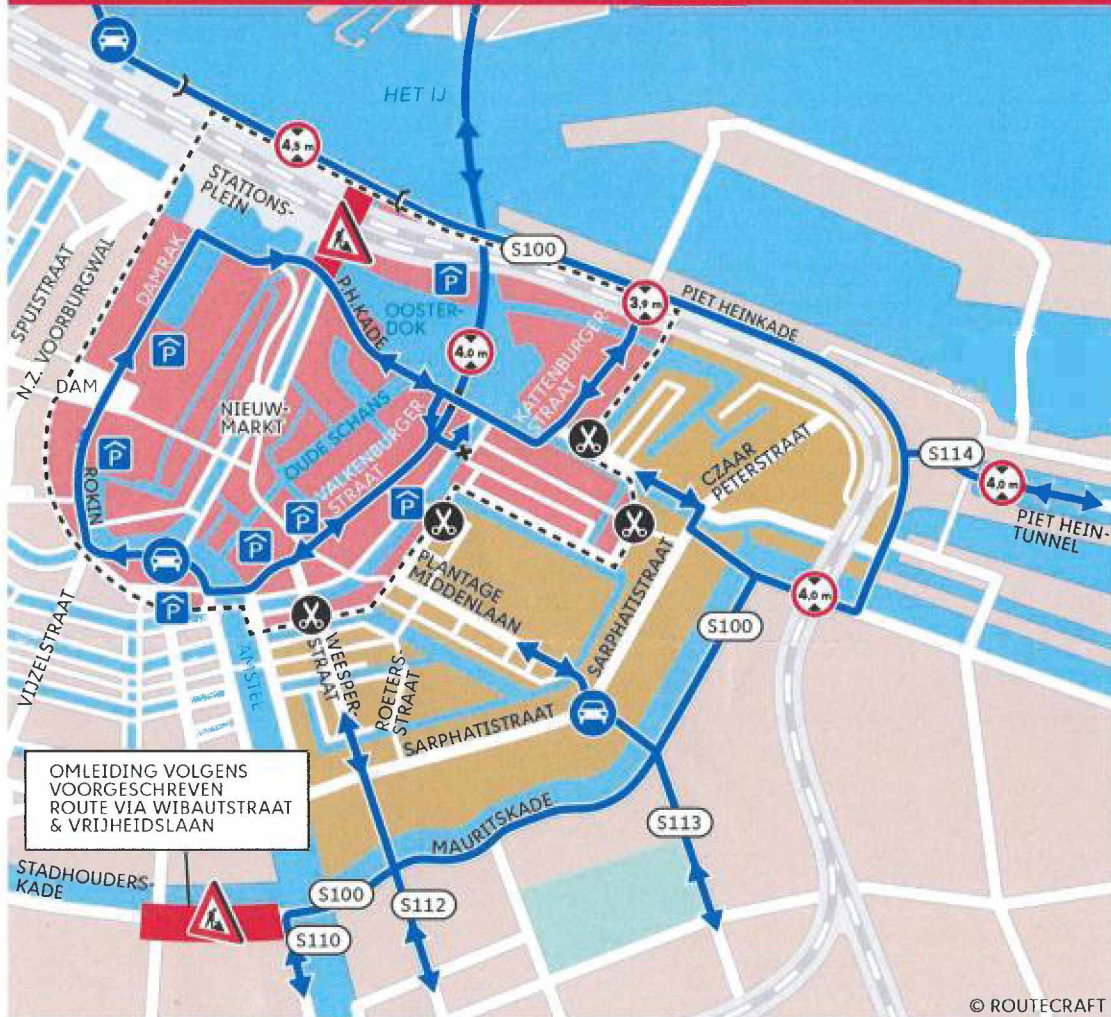 HET IJ
4,5 m
STATIONS-
PLEIN
S100
DAMRAK
SPUISTRAAT
N.Z. VOORBURGWAL
P
P.H. KADE
OOSTER-
DOK
P
3,9 m
PIET HEINKADE
4,0 m
KATTENBURGER-
STRAAT
DAM
NIEUW-
MARKT
OUDE SCHANS
VALKENBURGER
STRAAT
CZAAR
PETERSTRAAT
S114
4,0 m
PIET HEIN-
TUNNEL
P
ROKIN
P
P
P
P
PLANTAGE
MIDDENLAAN
SARPHATISTRAAT
4,0 m
S100
VIJZELSTRAAT
AMSTEL
WEESPER-
STRAAT
ROETERS-
STRAAT
SARPHATISTRAAT
OMLEIDING VOLGENS
VOORGESCHREVEN
ROUTE VIA WIBAUTSTRAAT
& VRIJHEIDSLAAN
MAURITSKADE
S113
STADHOUDERS-
KADE
S100
S112
S110
© ROUTECRAFT